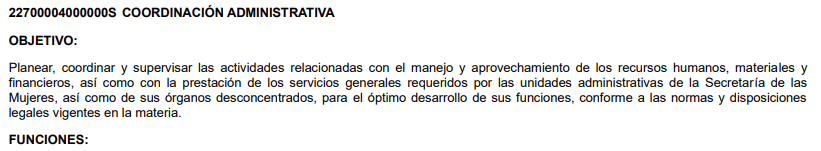 22700004000000S COORDINACIÓN ADMINISTRATIVA
OBJETIVO:
Planear, coordinar y supervisar las actividades relacionadas con el manejo y aprovechamiento de los recursos humanos, materiales y
financieros, así como con la prestación de los servicios generales requeridos por las unidades administrativas de la Secretaría de las
Mujeres, así como de sus órganos desconcentrados, para el óptimo desarrollo de sus funciones, conforme a las normas y disposiciones
legales vigentes en la materia.
FUNCIONES: